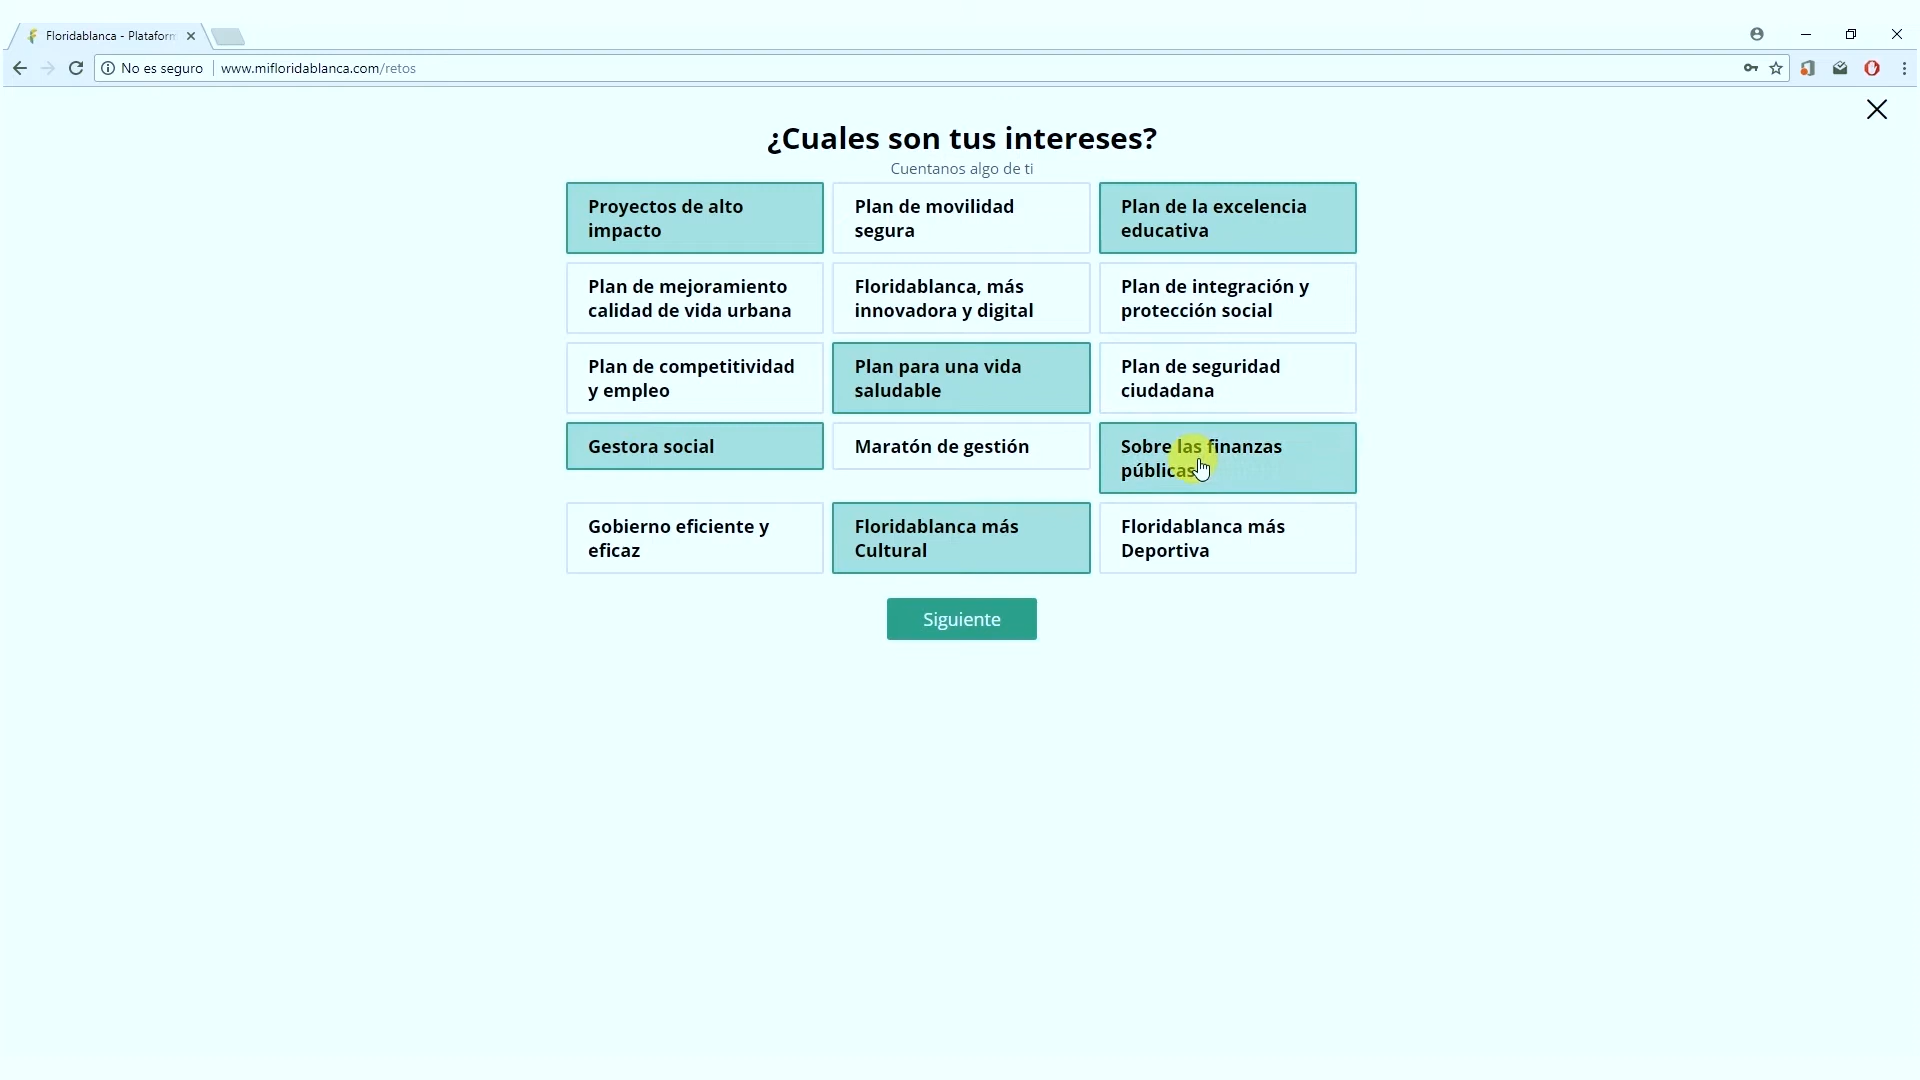 Floridablanca - Plataform
No es seguro
www.mifloridablanca.com/retos
¿Cuales son tus intereses?
Cuentanos algo de ti
Proyectos de alto
impacto
Plan de movilidad
segura
Plan de la excelencia
educativa
Plan de mejoramiento
calidad de vida urbana
Floridablanca, más
innovadora y digital
Plan de integración y
protección social
Plan de competitividad
y empleo
Plan para una vida
saludable
Plan de seguridad
ciudadana
Gestora social
Maratón de gestión
Sobre las finanzas
públicas
Gobierno eficiente y
eficaz
Floridablanca más
Cultural
Floridablanca más
Deportiva
Siguiente